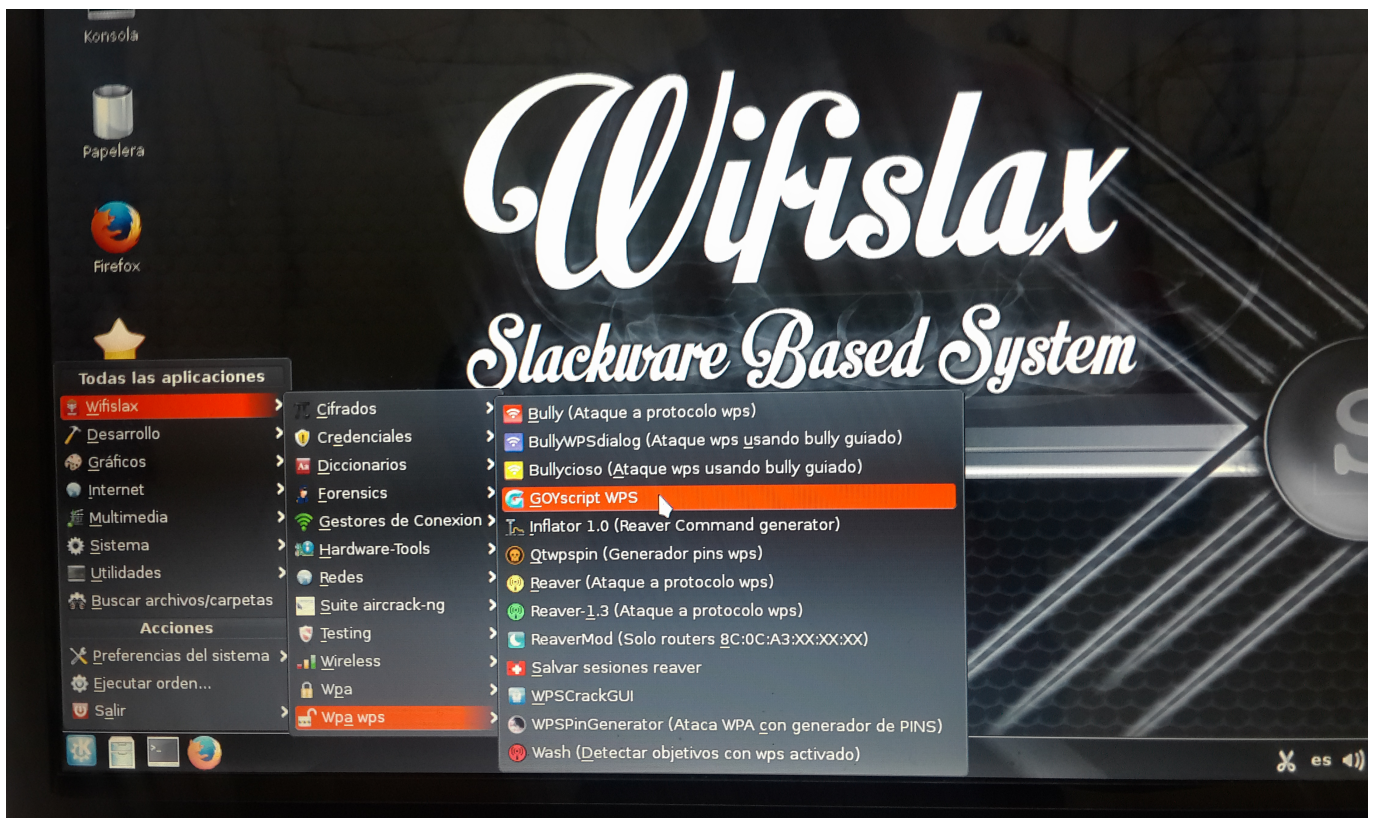 Konsola
Papelera
Firefox
Wifislax
Slackware Based System
Todas las aplicaciones
Wifislax
Desarrollo
Gráficos
Internet
Multimedia
Sistema
Utilidades
Buscar archivos/carpetas
Acciones
Preferencias del sistema
Ejecutar orden...
Salir
Cifrados
Credenciales
Diccionarios
Forensics
Gestores de Conexion
Hardware-Tools
Redes
Suite aircrack-ng
Testing
Wireless
Wpa
Wpa wps
Bully (Ataque a protocolo wps)
BullyWPSdialog (Ataque wps usando bully guiado)
Bullycioso (Ataque wps usando bully guiado)
GOYscript WPS
Inflator 1.0 (Reaver Command generator)
Qtwpspin (Generador pins wps)
Reaver (Ataque a protocolo wps)
Reaver-1.3 (Ataque a protocolo wps)
ReaverMod (Solo routers 8C:0C:A3:XX:XX:XX)
Salvar sesiones reaver
WPSCrackGUI
WPSPinGenerator (Ataca WPA con generador de PINS)
Wash (Detectar objetivos con wps activado)
es